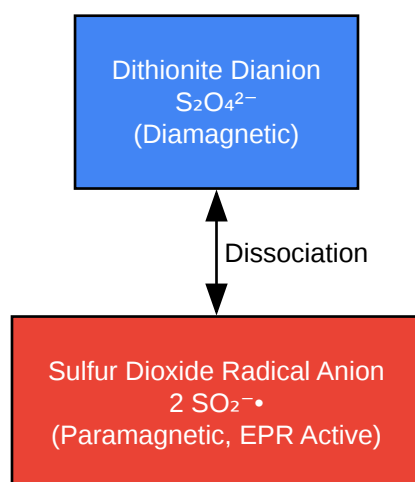 Dithionite Dianion
S₂O₄²⁻
(Diamagnetic)
Dissociation
Sulfur Dioxide Radical Anion
2 SO₂⁻•
(Paramagnetic, EPR Active)